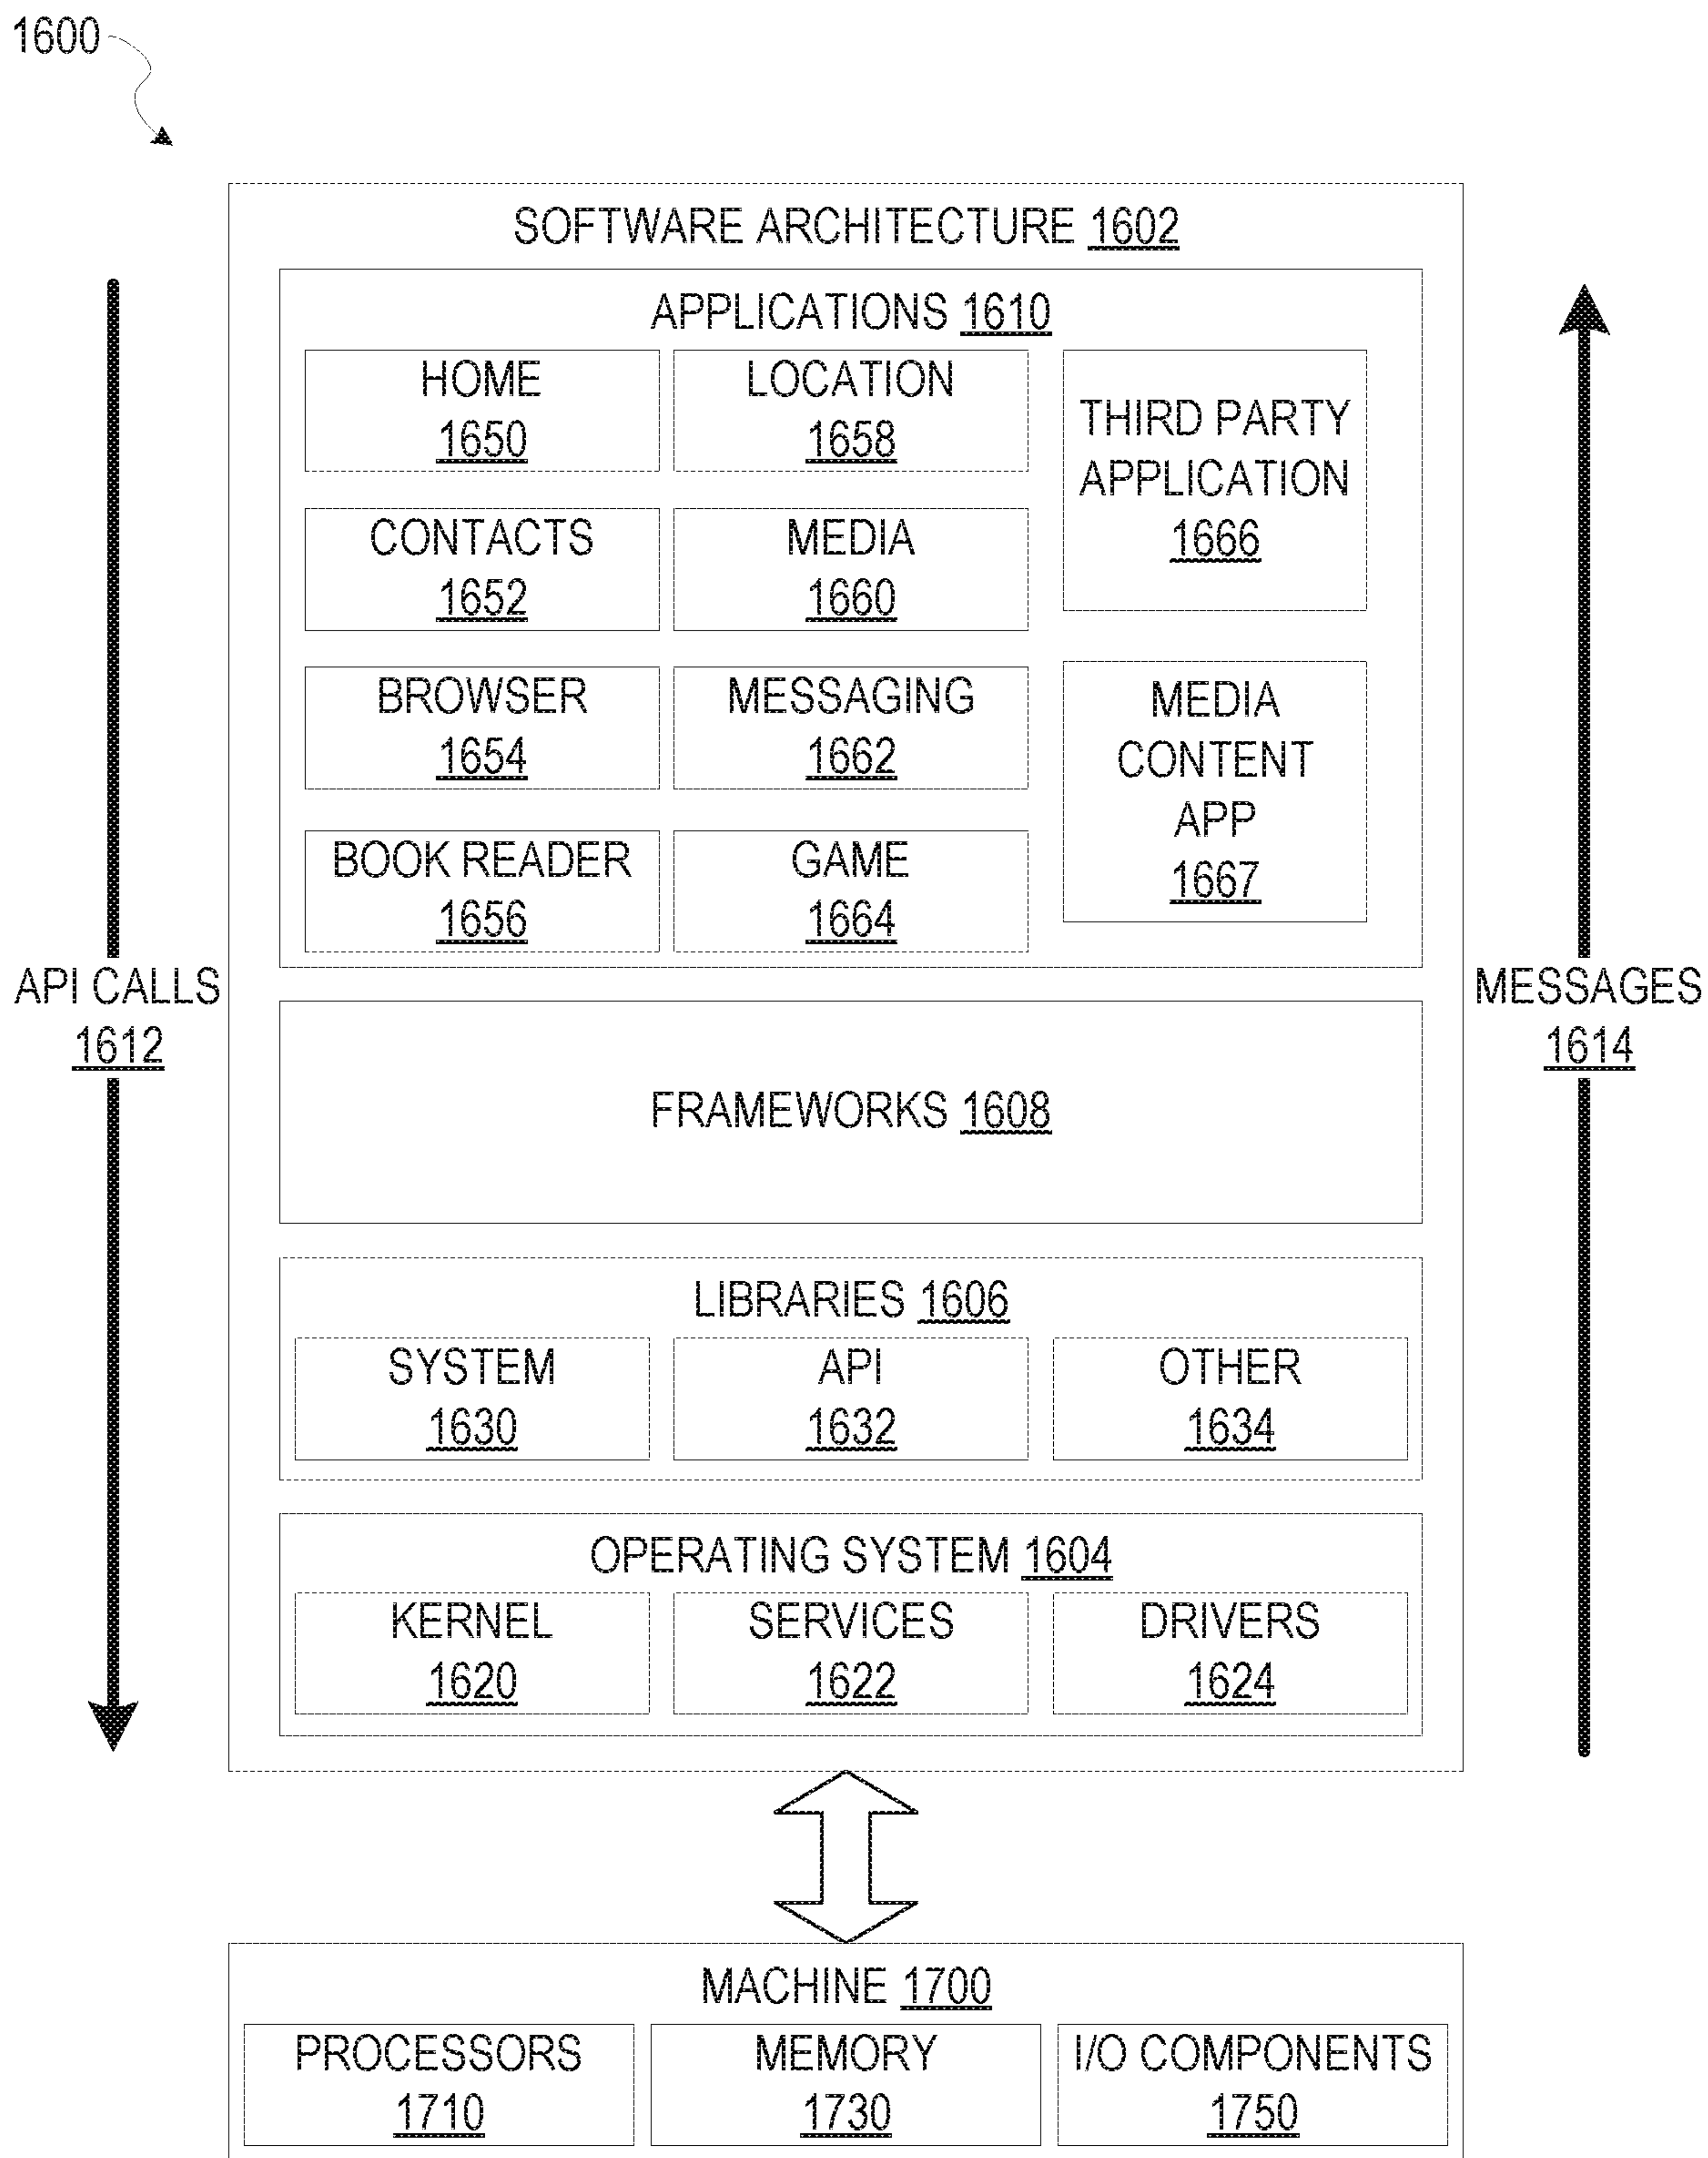 1600
SOFTWARE ARCHITECTURE 1602
APPLICATIONS 1610
HOME
1650
LOCATION
1658
THIRD PARTY
APPLICATION
1666
CONTACTS
1652
MEDIA
1660
BROWSER
1654
MESSAGING
1662
MEDIA
CONTENT
APP
1667
BOOK READER
1656
GAME
1664
API CALLS
1612
MESSAGES
1614
FRAMEWORKS 1608
LIBRARIES 1606
SYSTEM
1630
API
1632
OTHER
1634
OPERATING SYSTEM 1604
KERNEL
1620
SERVICES
1622
DRIVERS
1624
MACHINE 1700
PROCESSORS
1710
MEMORY
1730
I/O COMPONENTS
1750